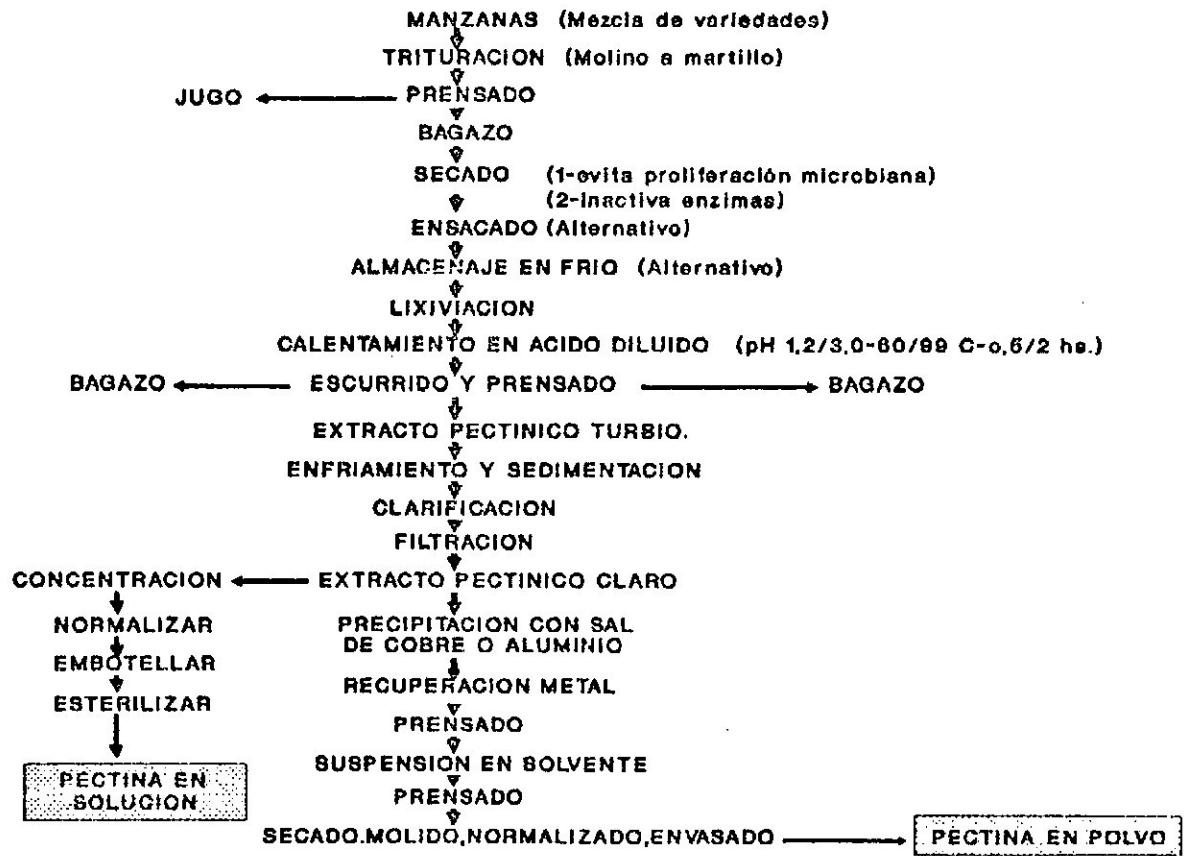 MANZANAS (Mezcla de variedades)
TRITURACION (Molino a martillo)
JUGO PRENSADO
BAGAZO
SECADO (1-evita proliferación microbiana)
(2-inactiva enzimas)
ENSACADO (Alternativo)
ALMACENAJE EN FRIO (Alternativo)
LIXIVIACION
CALENTAMIENTO EN ACIDO DILUIDO (pH 1,2/3,0-60/99 C-o,5/2 hs.)
BAGAZO ESCURRIDO Y PRENSADO BAGAZO
EXTRACTO PECTINICO TURBIO.
ENFRIAMIENTO Y SEDIMENTACION
CLARIFICACION
FILTRACION
CONCENTRACION EXTRACTO PECTINICO CLARO
NORMALIZAR
EMBOTELLAR
ESTERILIZAR
PECTINA EN
SOLUCION
PRECIPITACION CON SAL
DE COBRE O ALUMINIO
RECUPERACION METAL
PRENSADO
SUSPENSION EN SOLVENTE
PRENSADO
SECADO.MOLIDO,NORMALIZADO,ENVASADO PECTINA EN POLVO